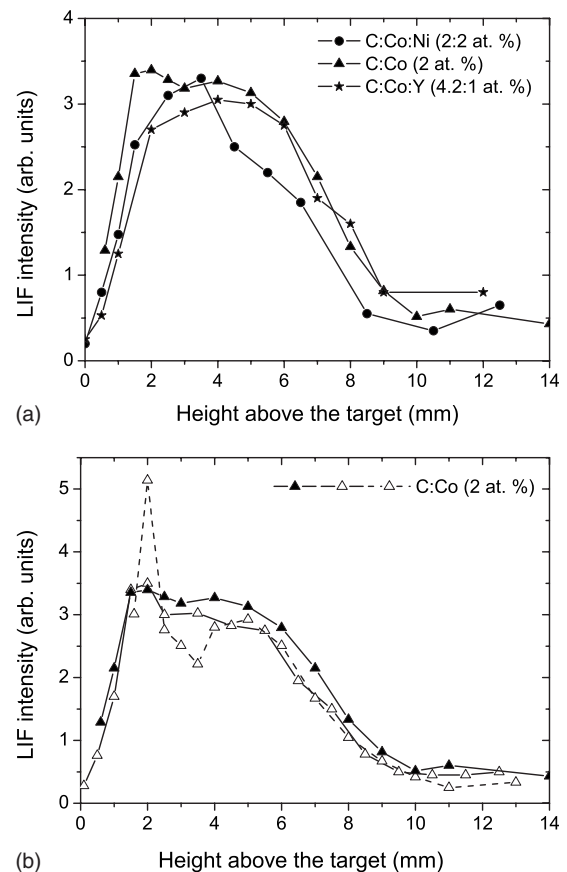 4
3
2
1
0
LIF intensity (arb. units)
C:Co:Ni (2:2 at. %)
C:Co (2 at. %)
C:Co:Y (4.2:1 at. %)
0 2 4 6 8 10 12 14
(a) Height above the target (mm)
5
4
3
2
1
0
LIF intensity (arb. units)
C:Co (2 at. %)
0 2 4 6 8 10 12 14
(b) Height above the target (mm)